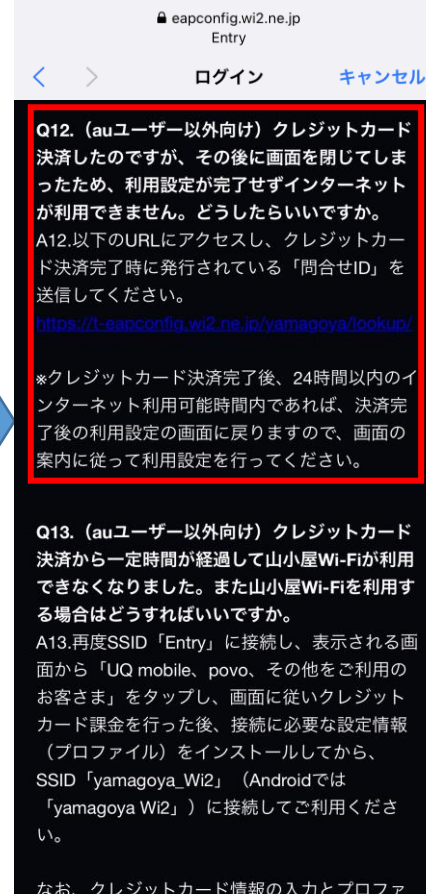 eapconfig.wi2.ne.jp
Entry
ログイン
キャンセル
Q12.（auユーザー以外向け）クレジットカード
決済したのですが、その後に画面を閉じてしま
ったため、利用設定が完了せずインターネット
が利用できません。どうしたらいいですか。
A12.以下のURLにアクセスし、クレジットカー
ド決済完了時に発行されている「問合せID」を
送信してください。
https://t-eapconfig.wi2.ne.jp/yamagoya/lookup/
※クレジットカード決済完了後、24時間以内のイ
ンターネット利用可能時間内であれば、決済完
了後の利用設定の画面に戻りますので、画面の
案内に従って利用設定を行ってください。
Q13.（auユーザー以外向け）クレジットカード
決済から一定時間が経過して山小屋Wi-Fiが利用
できなくなりました。また山小屋Wi-Fiを利用す
る場合はどうすればいいですか。
A13.再度SSID「Entry」に接続し、表示される画
面から「UQ mobile、povo、その他をご利用の
お客さま」をタップし、画面に従いクレジット
カード課金を行った後、接続に必要な設定情報
（プロファイル）をインストールしてから、
SSID「yamagoya_Wi2」（Androidでは
「yamagoya Wi2」）に接続してご利用くださ
い。
なお、クレジットカード情報の入力とプロファ